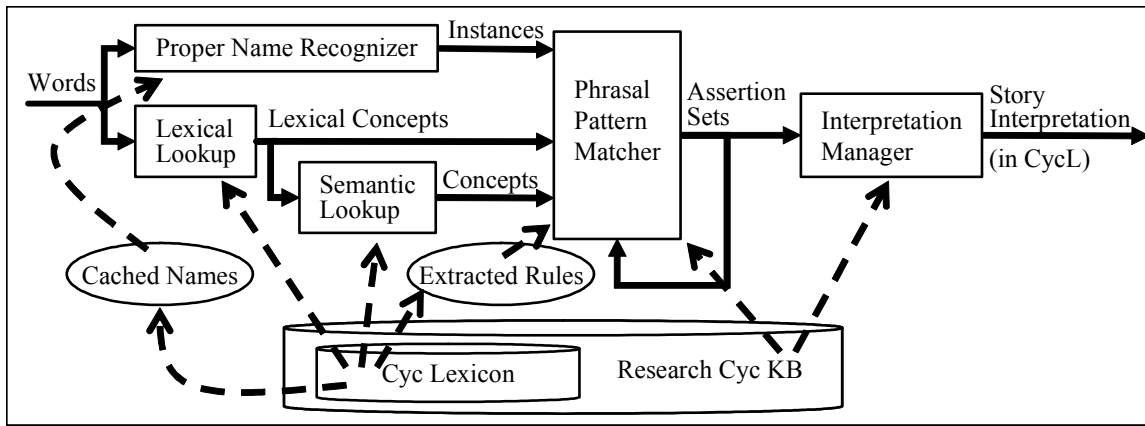 Words
Proper Name Recognizer
Instances
Lexical
Lookup
Lexical Concepts
Semantic
Lookup
Concepts
Phrasal
Pattern
Matcher
Assertion
Sets
Interpretation
Manager
Story
Interpretation
(in CycL)
Cached Names
Extracted Rules
Cyc Lexicon
Research Cyc KB